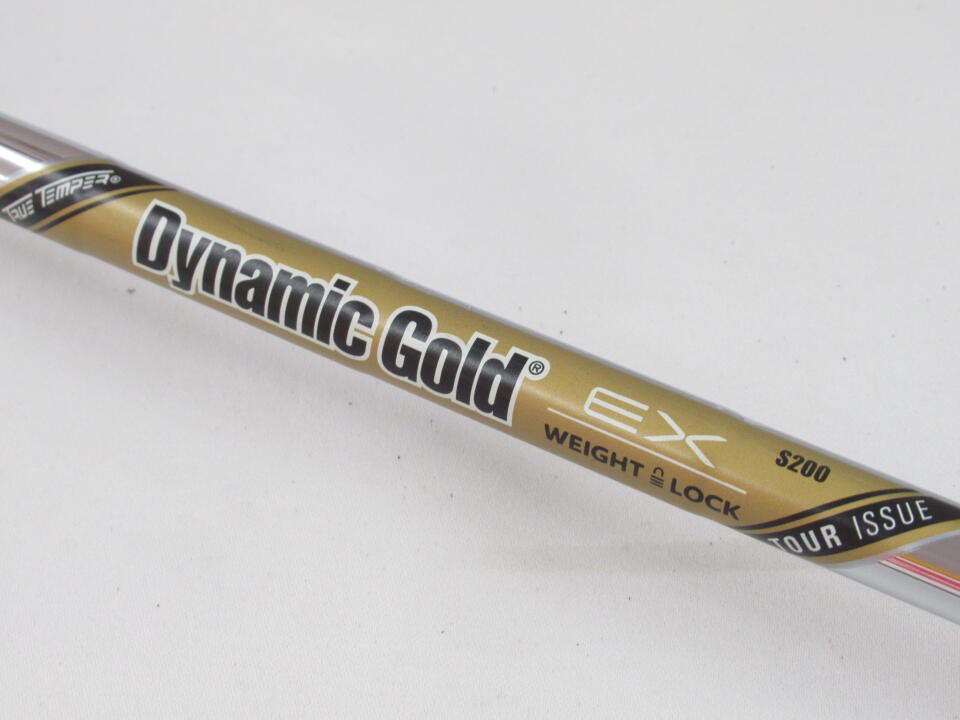 TRUE TEMPER®
Dynamic Gold®
EX
WEIGHT LOCK
S200
TOUR ISSUE